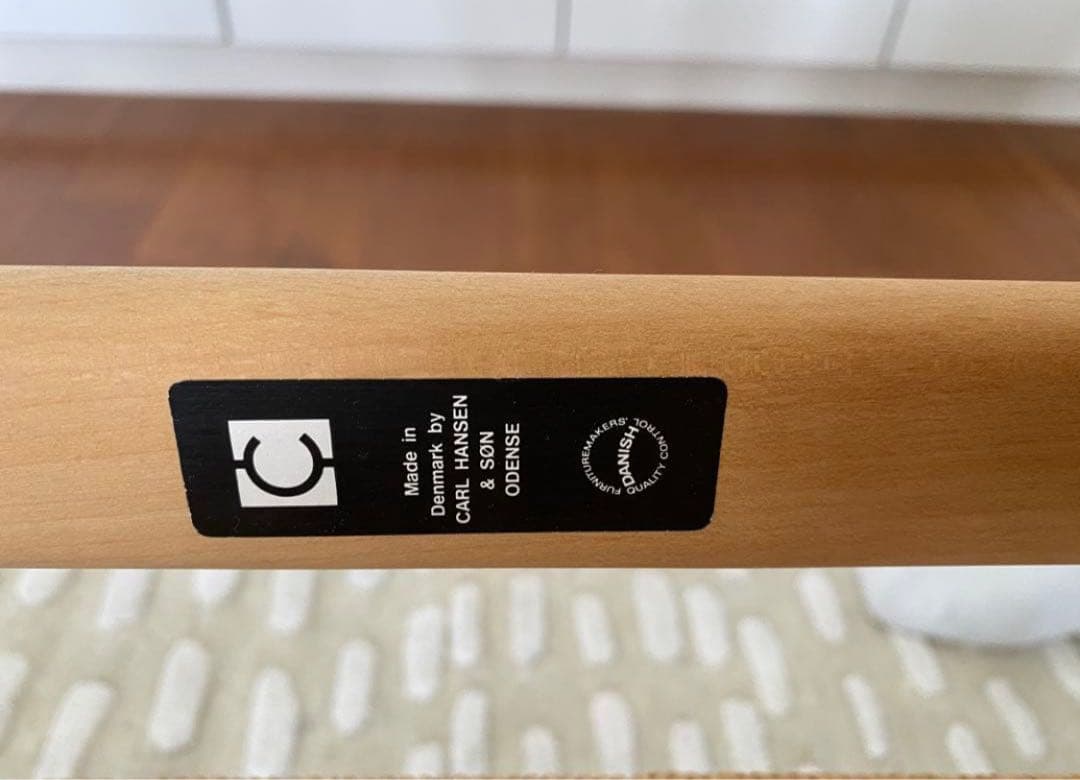 C
Made in
Denmark by
CARL HANSEN
& SØN
ODENSE
FURNITUREMAKERS' CONTROL
DANISH
QUALITY